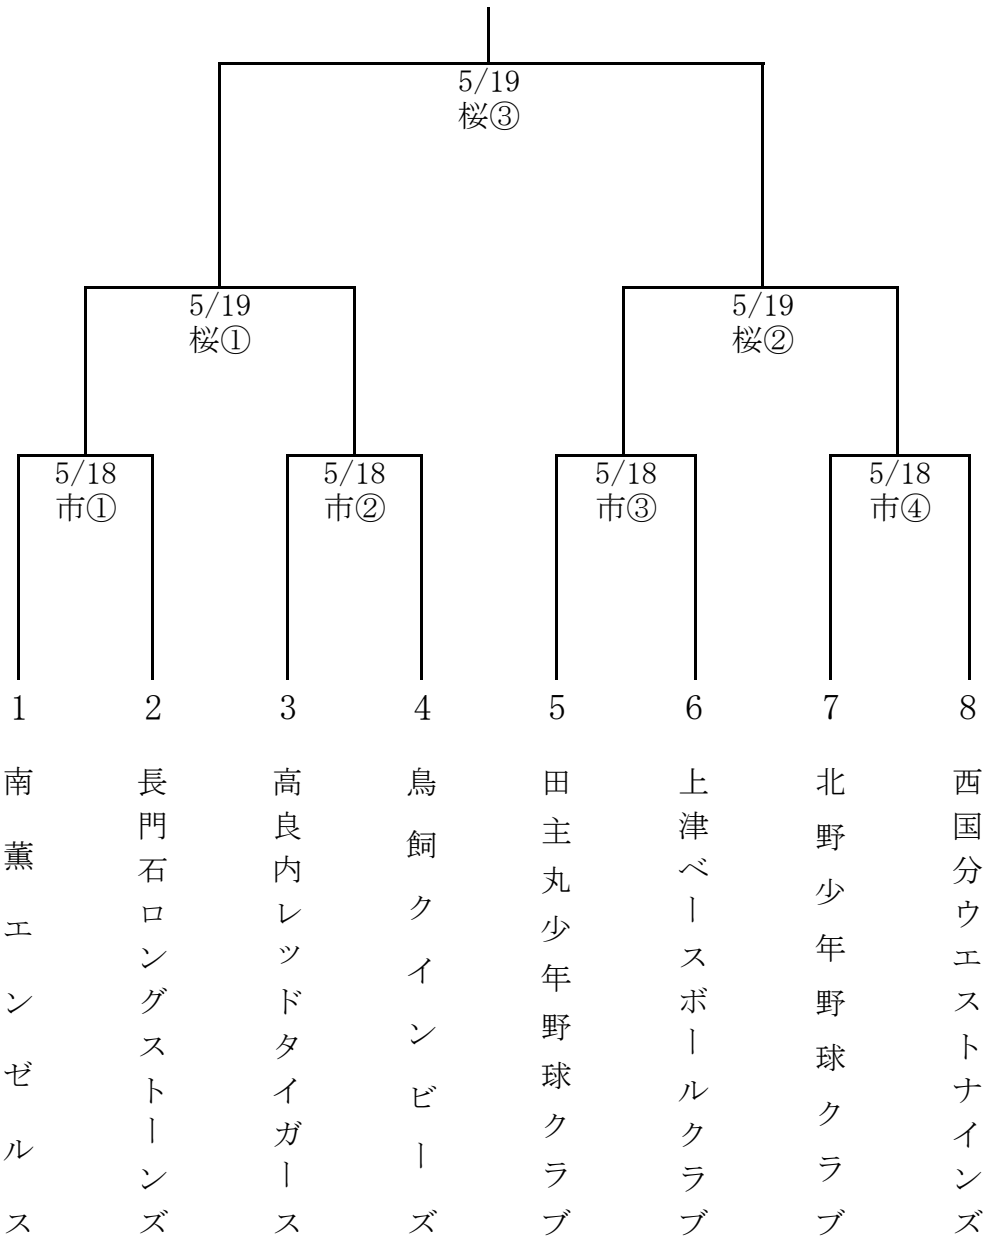 5/19
桜③
5/19
桜①
5/19
桜②
5/18
市①
5/18
市②
5/18
市③
5/18
市④
1
2
3
4
5
6
7
8
南薫エンゼルス
長門石ロングストーンズ
高良内レッドタイガース
鳥飼クインビーズ
田主丸少年野球クラブ
上津ベースボールクラブ
北野少年野球クラブ
西国分ウエストナインズ